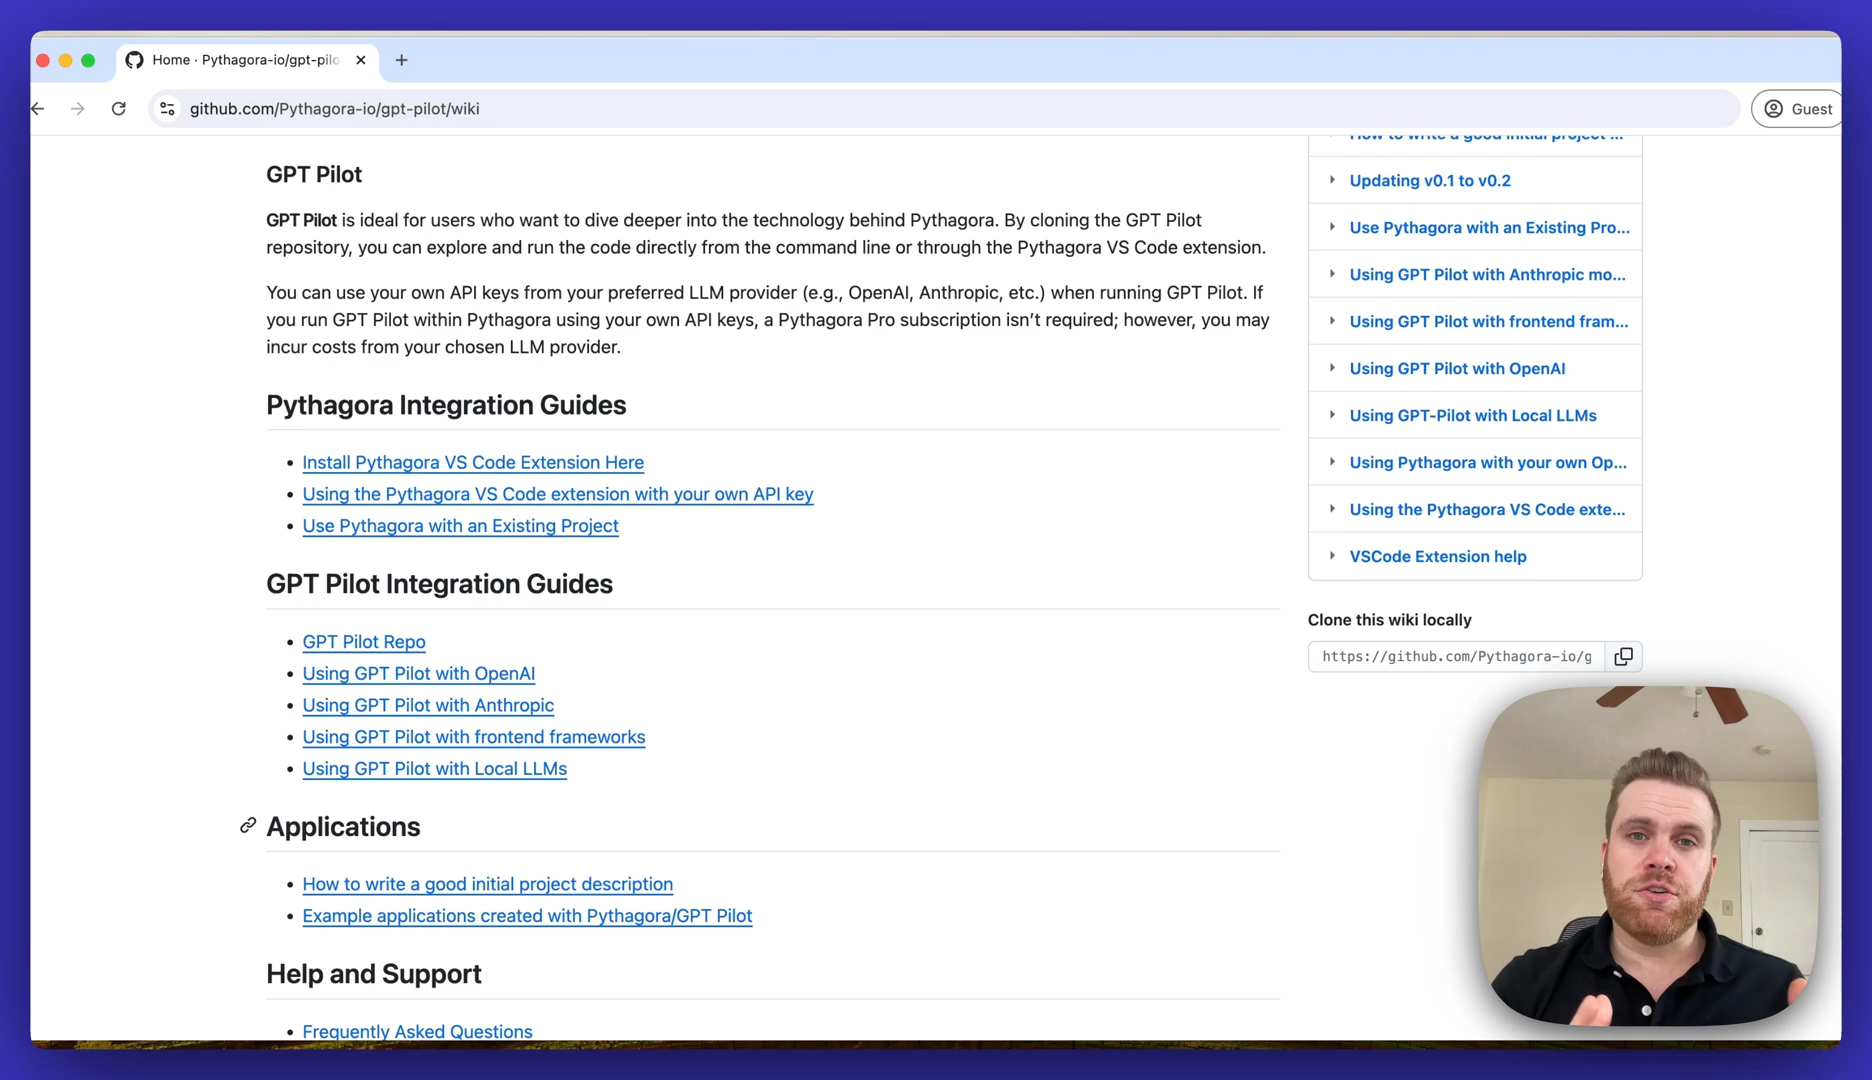 Home · Pythagora-io/gpt-pilo
github.com/Pythagora-io/gpt-pilot/wiki
Guest
GPT Pilot
GPT Pilot is ideal for users who want to dive deeper into the technology behind Pythagora. By cloning the GPT Pilot
repository, you can explore and run the code directly from the command line or through the Pythagora VS Code extension.
You can use your own API keys from your preferred LLM provider (e.g., OpenAI, Anthropic, etc.) when running GPT Pilot. If
you run GPT Pilot within Pythagora using your own API keys, a Pythagora Pro subscription isn’t required; however, you may
incur costs from your chosen LLM provider.
Pythagora Integration Guides
Install Pythagora VS Code Extension Here
Using the Pythagora VS Code extension with your own API key
Use Pythagora with an Existing Project
GPT Pilot Integration Guides
GPT Pilot Repo
Using GPT Pilot with OpenAI
Using GPT Pilot with Anthropic
Using GPT Pilot with frontend frameworks
Using GPT Pilot with Local LLMs
Applications
How to write a good initial project description
Example applications created with Pythagora/GPT Pilot
Help and Support
Frequently Asked Questions
How to write a good initial project ...
Updating v0.1 to v0.2
Use Pythagora with an Existing Pro...
Using GPT Pilot with Anthropic mo...
Using GPT Pilot with frontend fram...
Using GPT Pilot with OpenAI
Using GPT-Pilot with Local LLMs
Using Pythagora with your own Op...
Using the Pythagora VS Code exte...
VSCode Extension help
Clone this wiki locally
https://github.com/Pythagora-io/g